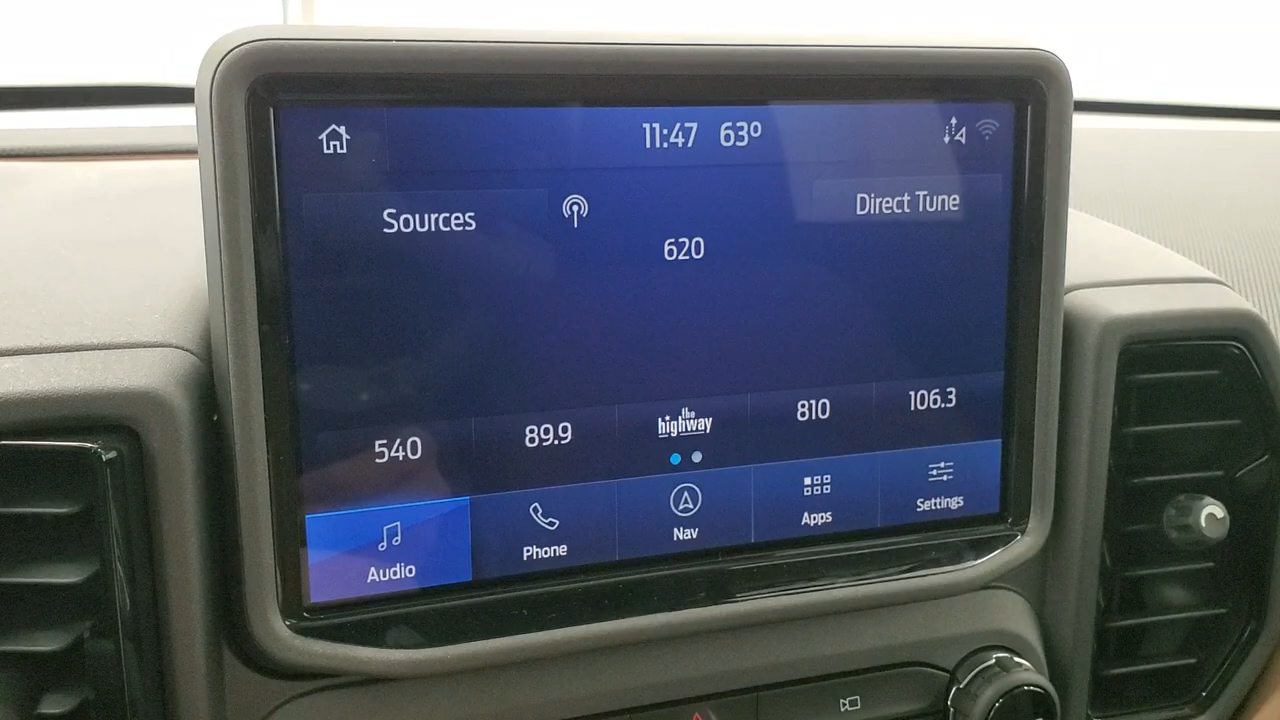 11:47 63º
Sources
Direct Tune
620
540
89.9
the highway
810
106.3
Audio
Phone
Nav
Apps
Settings